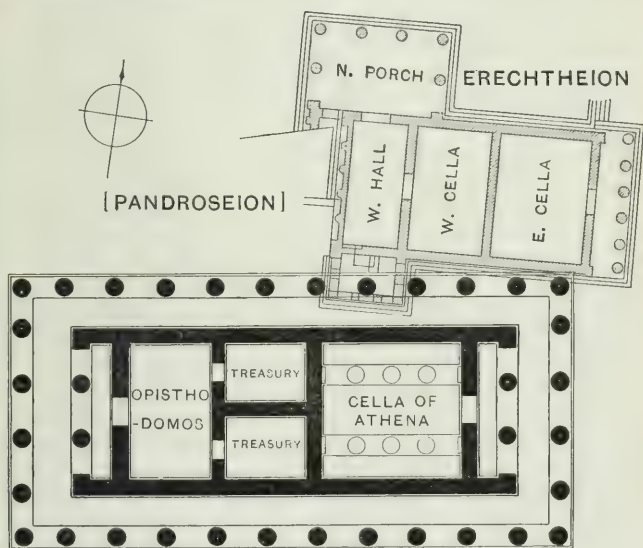 N. PORCH
ERECHTHEION
[PANDROSEION]
W. HALL
W. CELLA
E. CELLA
OPISTHO
-DOMOS
TREASURY
TREASURY
CELLA OF
ATHENA